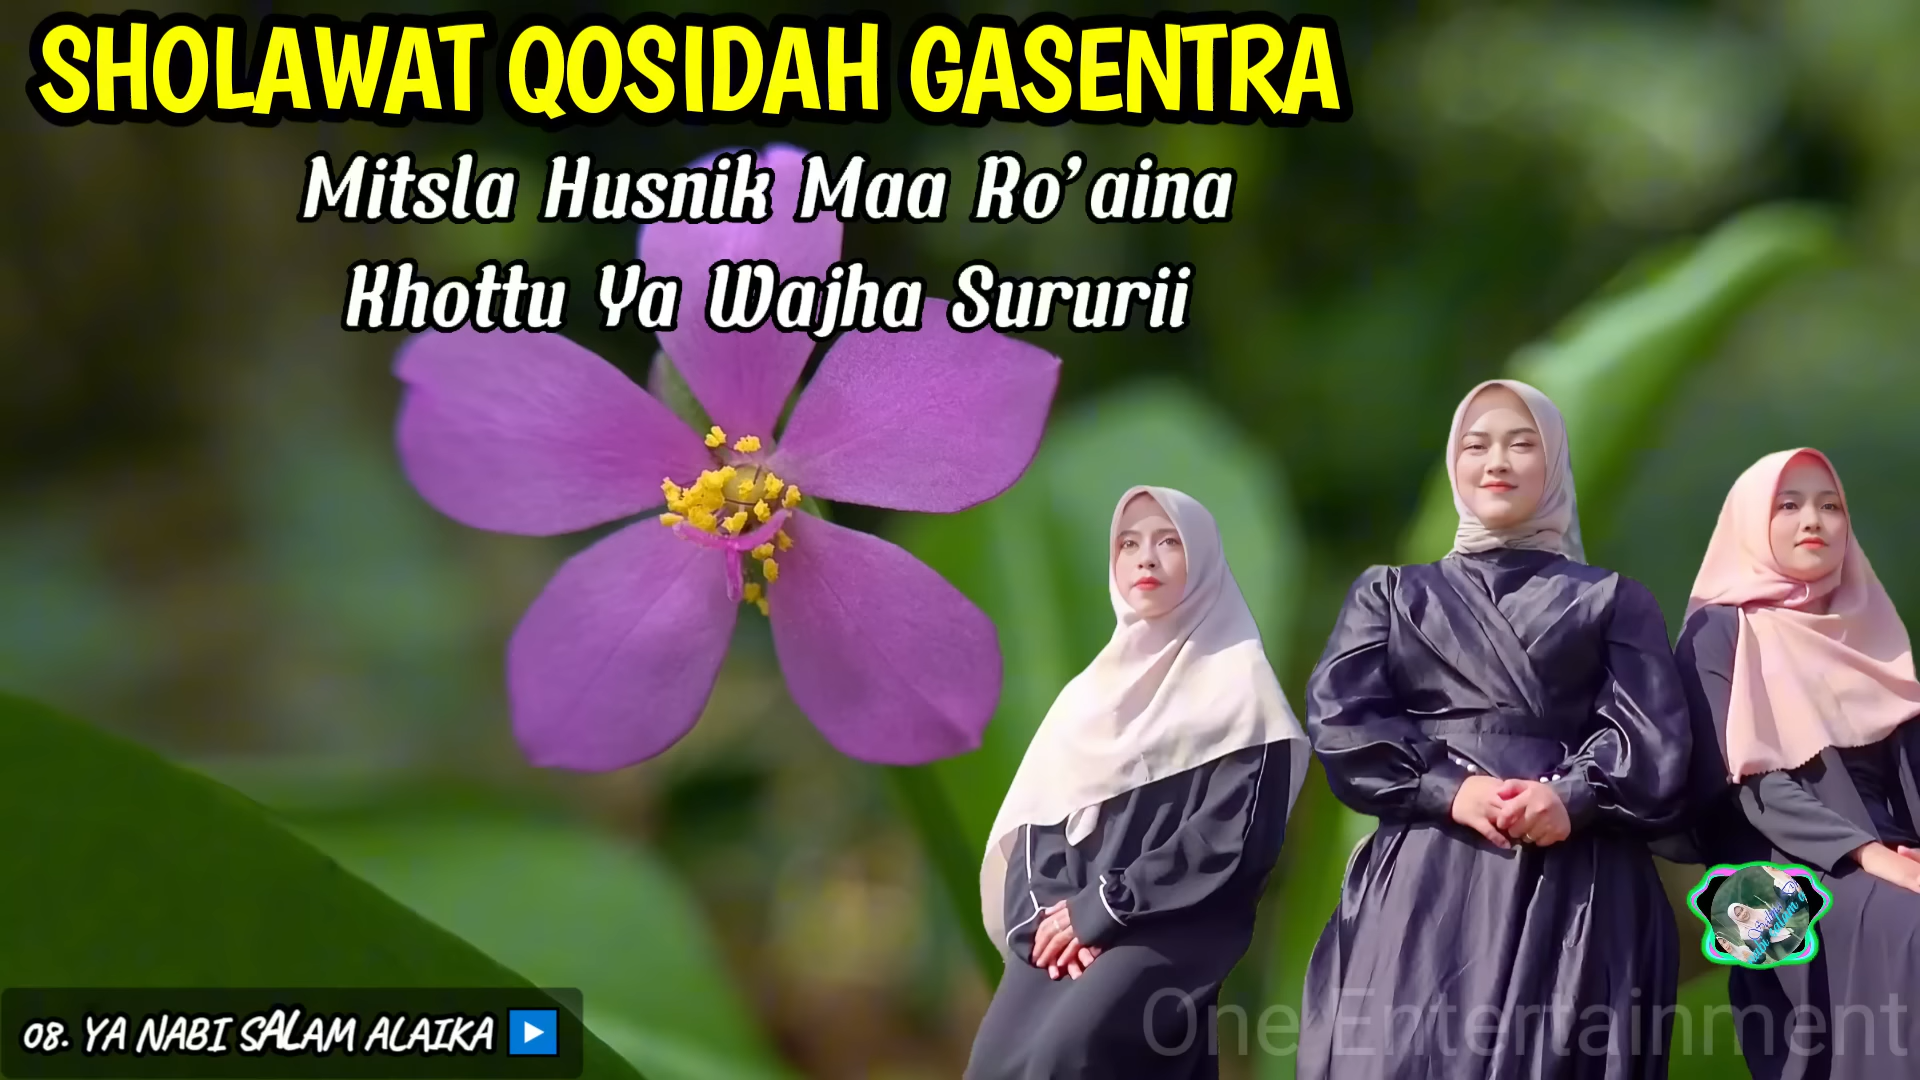 SHOLAWAT QOSIDAH GASENTRA
Mitsla Husnik Maa Ro'aina
Khottu Ya Wajha Sururii
08. YA NABI SALAM ALAIKA
One Entertainment